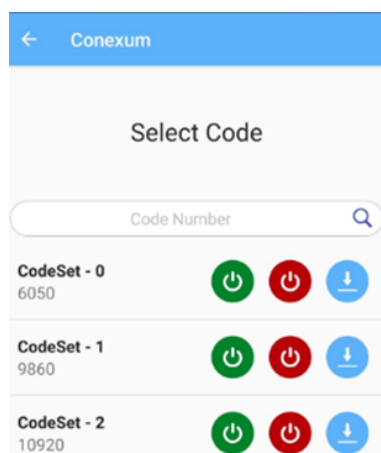 Conexum
Select Code
Code Number
CodeSet - 0
6050
CodeSet - 1
9860
CodeSet - 2
10920